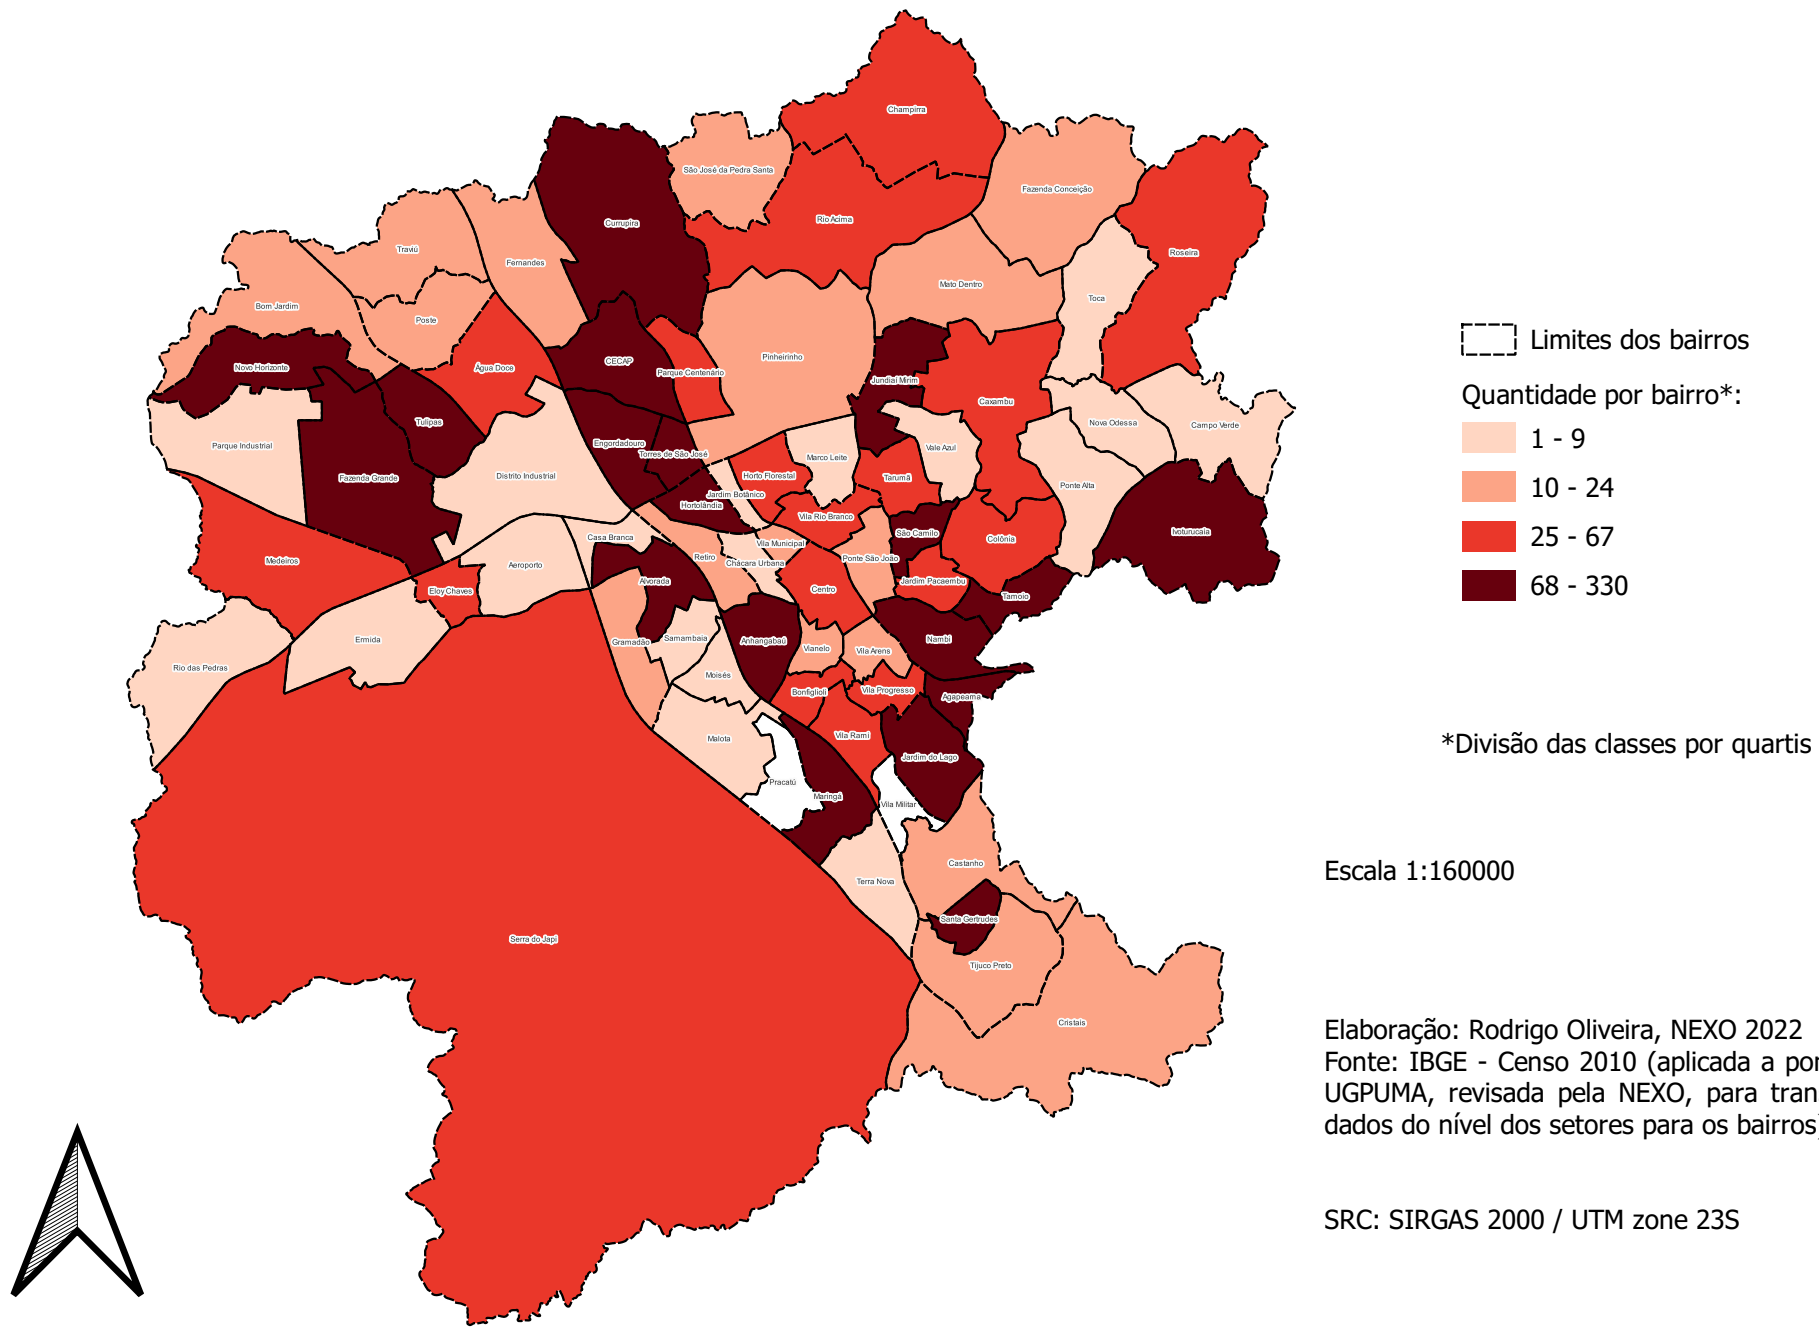 Champirra
São José da Pedra Santa
Fazenda Conceição
Currupira
Rio Acima
Traviú
Roseira
Fernandes
Mato Dentro
Toca
Bom Jardim
Poste
Limites dos bairros
Pinheirinho
CECAP
Novo Horizonte
Água Doce
Parque Centenário
Jundiaí Mirim
Quantidade por bairro*:
Caxambu
Tulipas
Nova Odessa
Campo Verde
1 - 9
Parque Industrial
Engordadouro
Torres de São José
Marco Leite
Vale Azul
Fazenda Grande
Distrito Industrial
Horto Florestal
Tarumã
Ponte Alta
10 - 24
Jardim Botânico
Hortolândia
Vila Rio Branco
São Camilo
Colônia
Ivoturucaia
25 - 67
Casa Branca
Vila Municipal
Medeiros
Aeroporto
Retiro
Chácara Urbana
Ponte São João
Alvorada
Jardim Pacaembu
68 - 330
Eloy Chaves
Centro
Tamoio
Ermida
Gramadão
Samambaia
Anhangabaú
Vianelo
Vila Arens
Nambi
Rio das Pedras
Moisés
Bonfiglioli
Vila Progresso
Agapeama
Malota
Vila Rami
*Divisão das classes por quartis
Jardim do Lago
Pracatú
Maringá
Vila Militar
Castanho
Escala 1:160000
Terra Nova
Santa Gertrudes
Serra do Japi
Tijuco Preto
Cristais
Elaboração: Rodrigo Oliveira, NEXO 2022
Fonte: IBGE - Censo 2010 (aplicada a por
UGPUMA, revisada pela NEXO, para tran
dados do nível dos setores para os bairros)
SRC: SIRGAS 2000 / UTM zone 23S